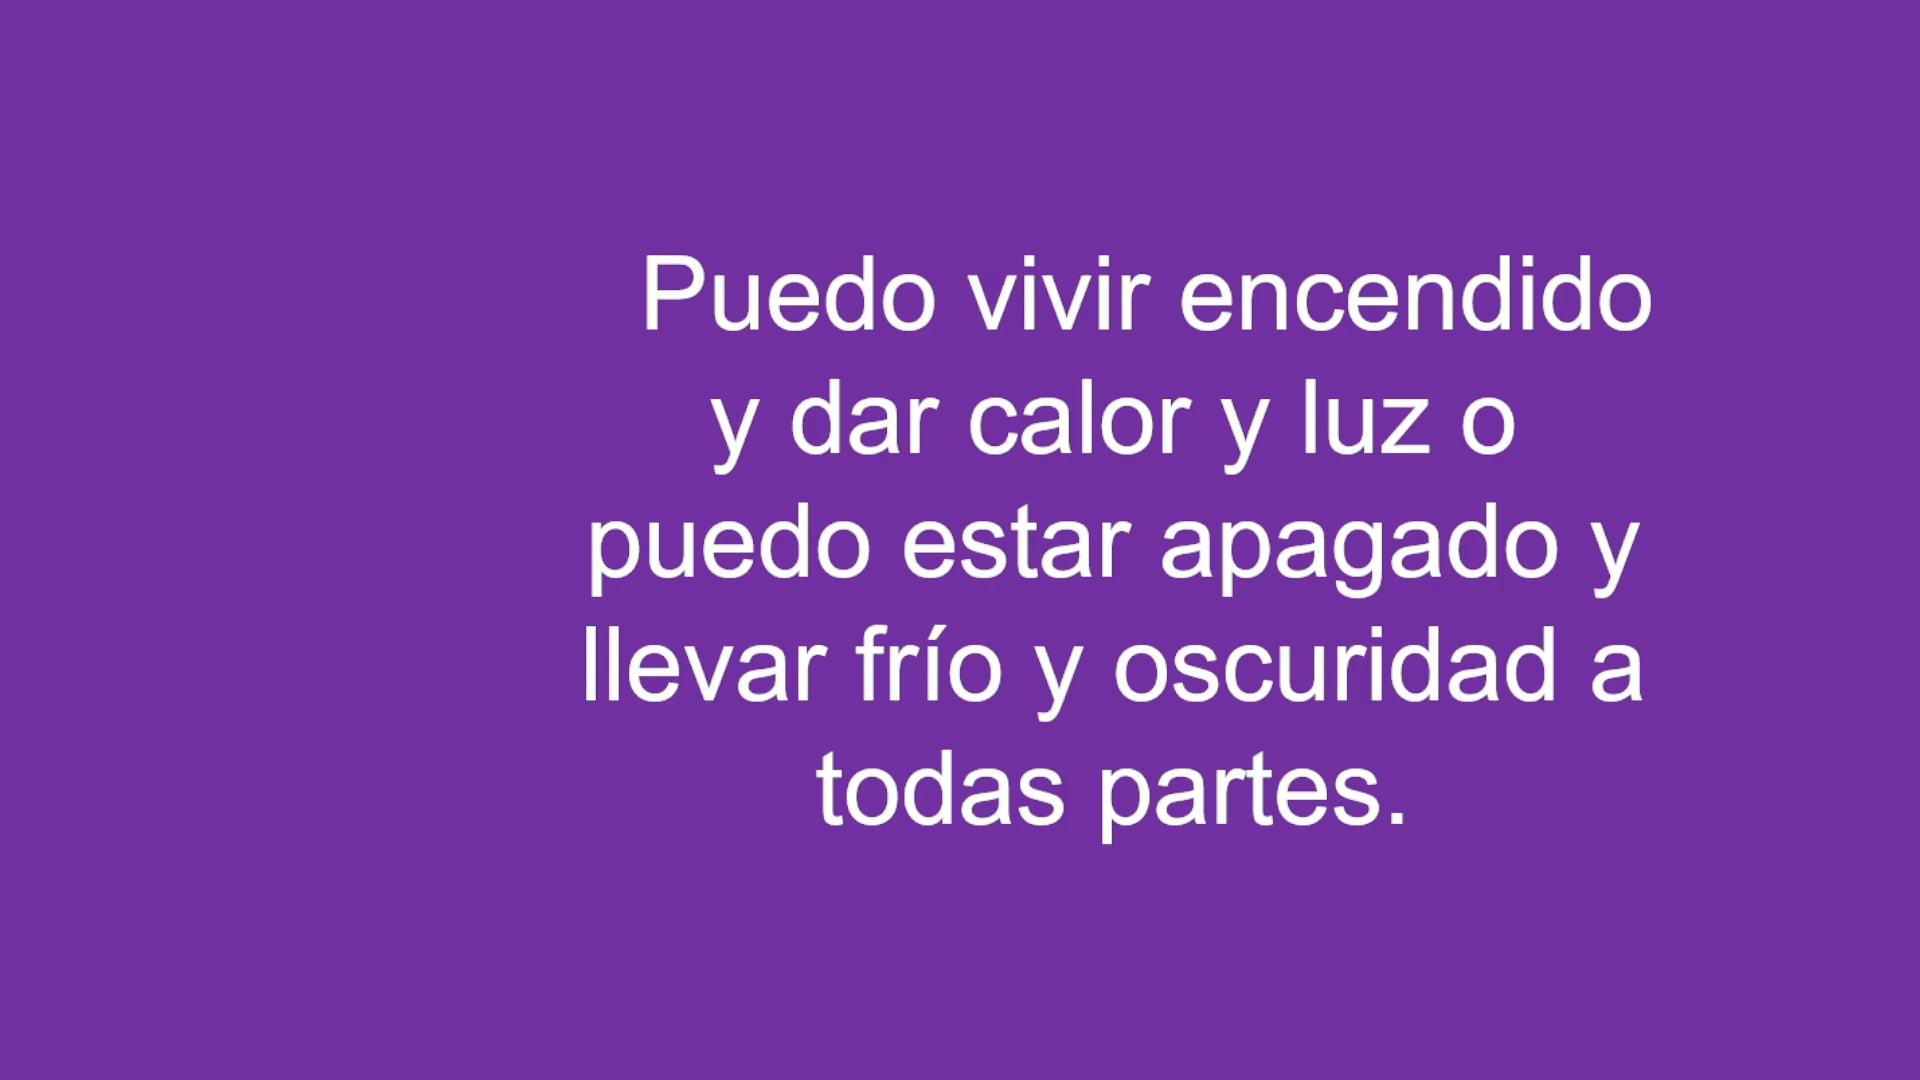 Puedo vivir encendido
y dar calor y luz o
puedo estar apagado y
llevar frío y oscuridad a
todas partes.